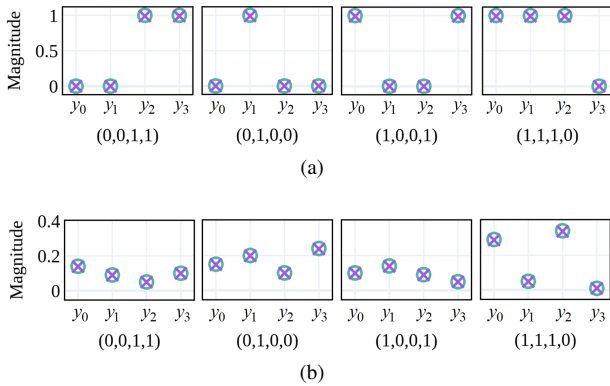 Magnitude
1
0.5
0
y0 y1 y2 y3 y0 y1 y2 y3 y0 y1 y2 y3 y0 y1 y2 y3
(0,0,1,1) (0,1,0,0) (1,0,0,1) (1,1,1,0)
(a)
Magnitude
0.4
0.2
0
y0 y1 y2 y3 y0 y1 y2 y3 y0 y1 y2 y3 y0 y1 y2 y3
(0,0,1,1) (0,1,0,0) (1,0,0,1) (1,1,1,0)
(b)